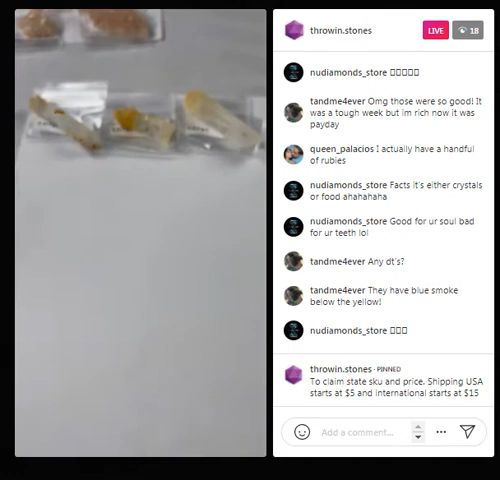 throwin.stones LIVE 18
nudiamonds_store
tandme4ever Omg those were so good! It
was a tough week but im rich now it was
payday
queen_palacios I actually have a handful
of rubies
nudiamonds_store Facts it's either crystals
or food ahahahaha
nudiamonds_store Good for ur soul bad
for ur teeth lol
tandme4ever Any dt's?
tandme4ever They have blue smoke
below the yellow!
nudiamonds_store
throwin.stones · PINNED
To claim state sku and price. Shipping USA
starts at $5 and international starts at $15
Add a comment...